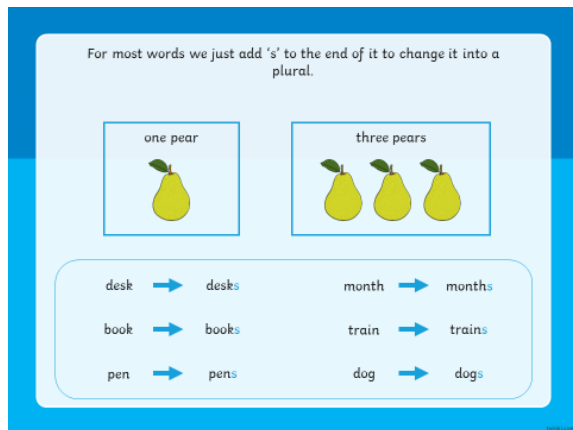 For most words we just add ‘s’ to the end of it to change it into a
plural.
one pear
three pears
desk desks
month months
book books
train trains
pen pens
dog dogs